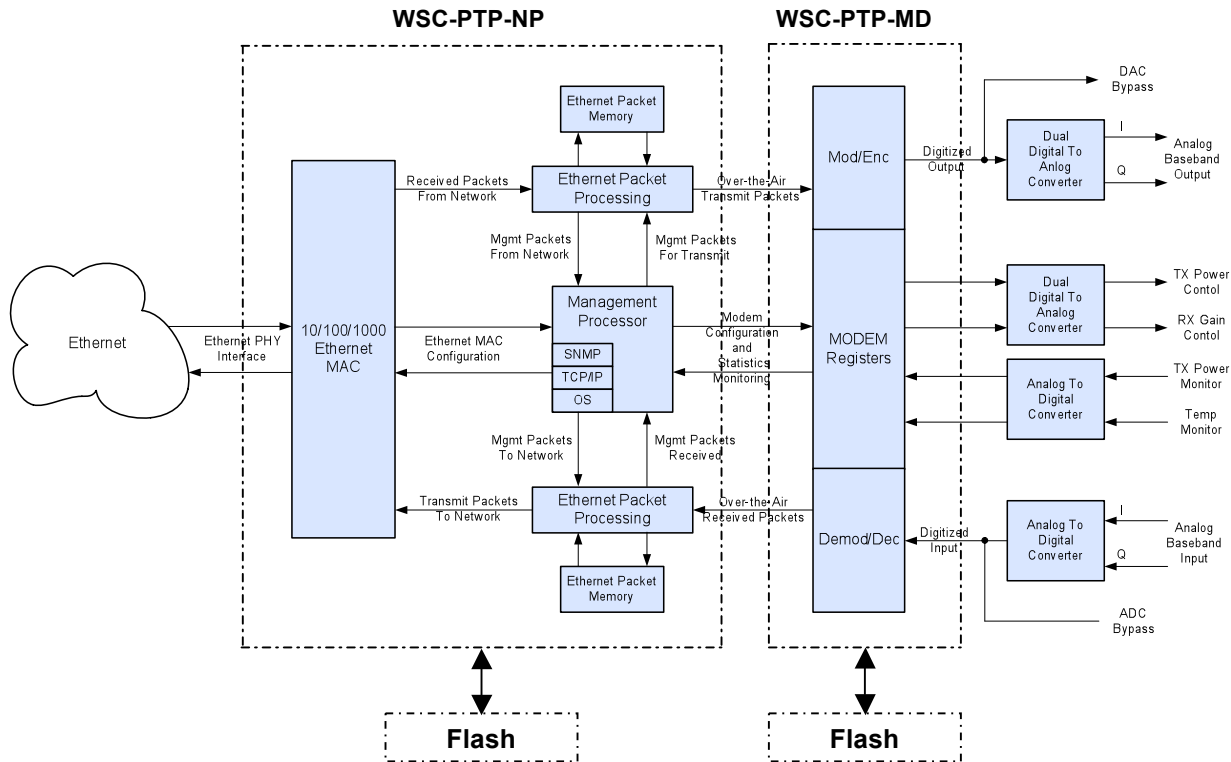 WSC-PTP-NP
WSC-PTP-MD
Ethernet Packet
Memory
DAC
Bypass
Mod/Enc
Digitized
Output
Dual
Digital To
Anlog
Converter
I
Q
Analog
Baseband
Output
Received Packets
From Network
Ethernet Packet
Processing
Over-the-Air
Transmit Packets
Mgmt Packets
From Network
Mgmt Packets
For Transmit
Ethernet
Ethernet PHY
Interface
10/100/1000
Ethernet
MAC
Ethernet MAC
Configuration
Management
Processor
SNMP
TCP/IP
OS
Modem
Configuration
and
Statistics
Monitoring
MODEM
Registers
Dual
Digital To
Analog
Converter
TX Power
Contol
RX Gain
Contol
Analog To
Digital
Converter
TX Power
Monitor
Temp
Monitor
Mgmt Packets
To Network
Mgmt Packets
Received
Transmit Packets
To Network
Ethernet Packet
Processing
Over-the-Air
Received Packets
Demod/Dec
Digitized
Input
Analog To
Digital
Converter
I
Q
Analog
Baseband
Input
Ethernet Packet
Memory
ADC
Bypass
Flash
Flash